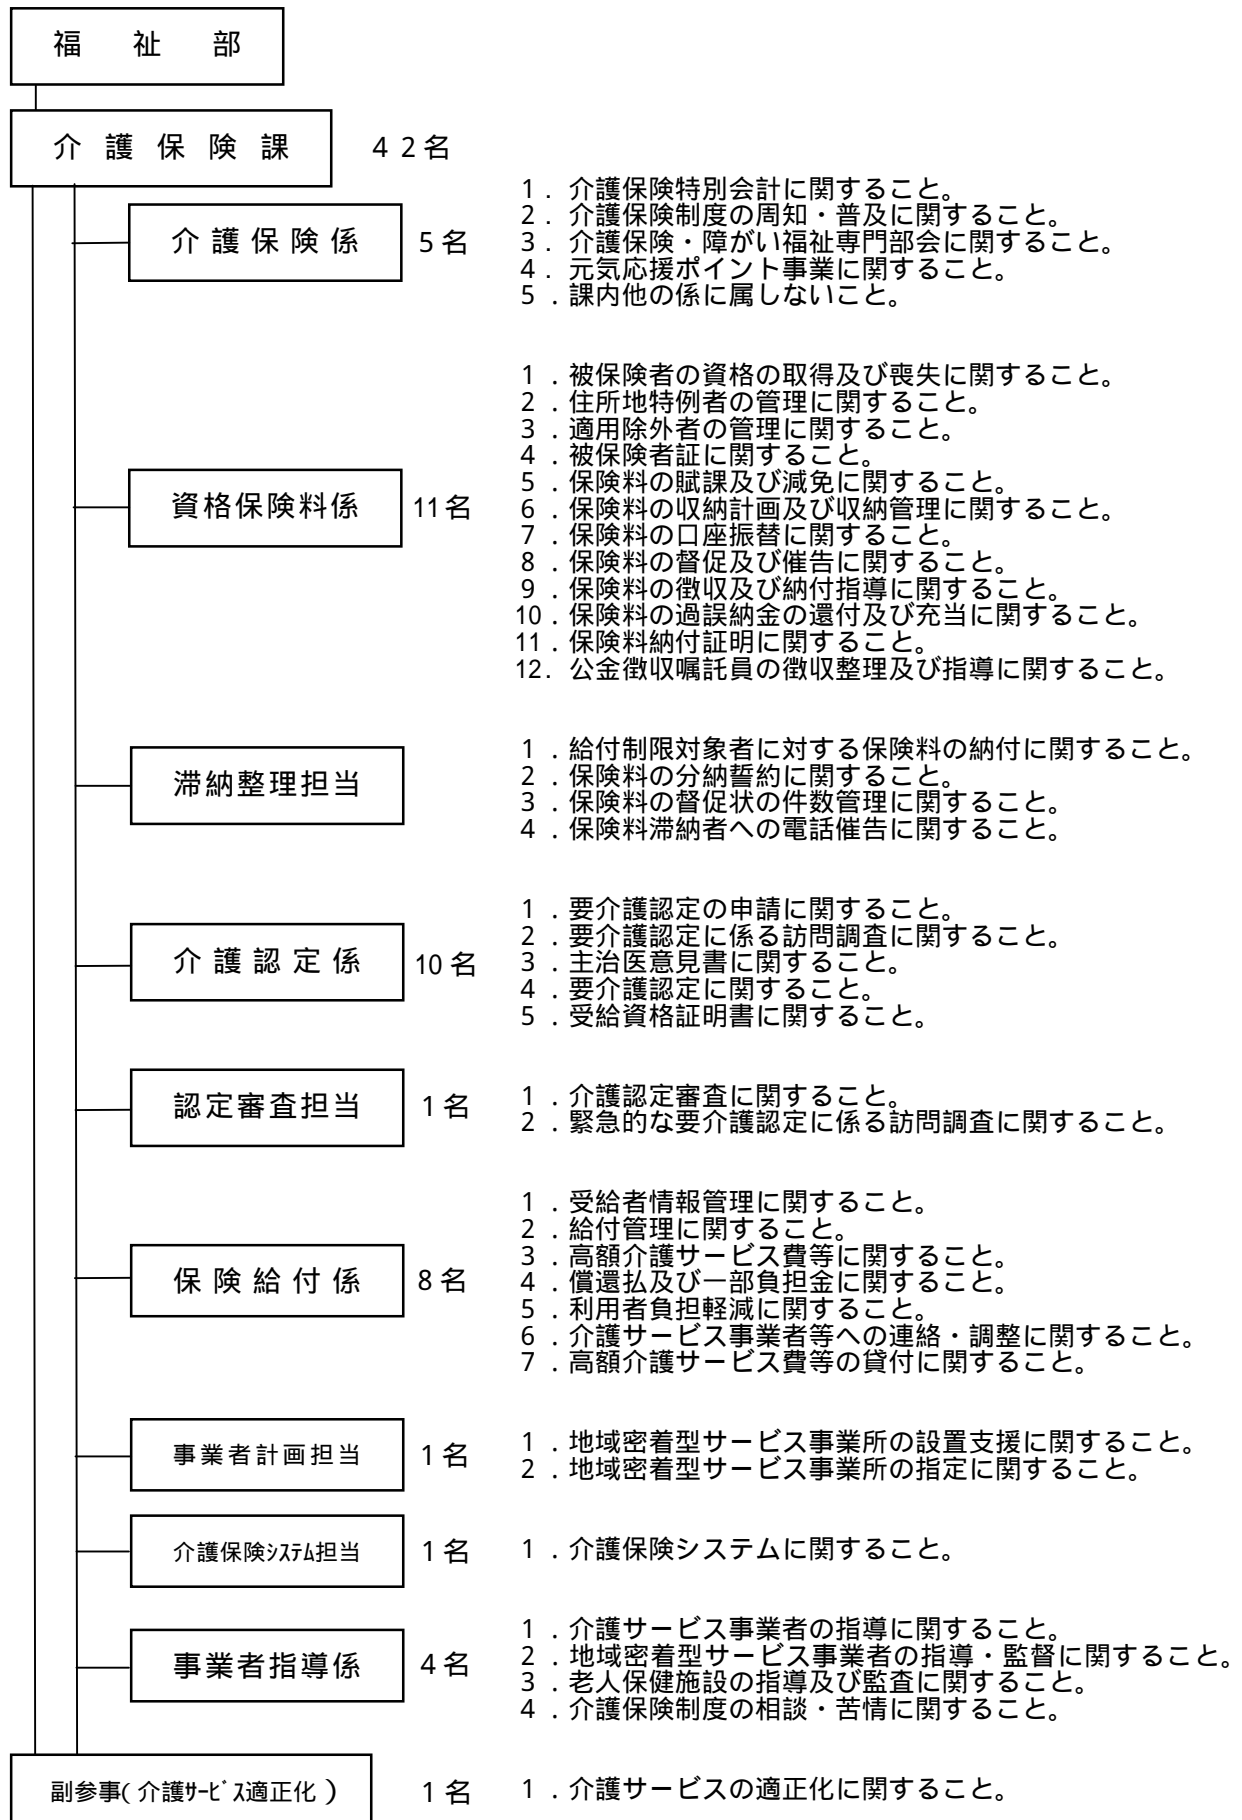 福 祉 部
介 護 保 険 課 42名
介 護 保 険 係 5名
1．介護保険特別会計に関すること。
2．介護保険制度の周知・普及に関すること。
3．介護保険・障がい福祉専門部会に関すること。
4．元気応援ポイント事業に関すること。
5．課内他の係に属しないこと。
資格保険料係 11名
1．被保険者の資格の取得及び喪失に関すること。
2．住所地特例者の管理に関すること。
3．適用除外者の管理に関すること。
4．被保険者証に関すること。
5．保険料の賦課及び減免に関すること。
6．保険料の収納計画及び収納管理に関すること。
7．保険料の口座振替に関すること。
8．保険料の督促及び催告に関すること。
9．保険料の徴収及び納付指導に関すること。
10．保険料の過誤納金の還付及び充当に関すること。
11．保険料納付証明に関すること。
12．公金徴収嘱託員の徴収整理及び指導に関すること。
滞納整理担当
1．給付制限対象者に対する保険料の納付に関すること。
2．保険料の分納誓約に関すること。
3．保険料の督促状の件数管理に関すること。
4．保険料滞納者への電話催告に関すること。
介 護 認 定 係 10名
1．要介護認定の申請に関すること。
2．要介護認定に係る訪問調査に関すること。
3．主治医意見書に関すること。
4．要介護認定に関すること。
5．受給資格証明書に関すること。
認定審査担当 1名
1．介護認定審査に関すること。
2．緊急的な要介護認定に係る訪問調査に関すること。
保 険 給 付 係 8名
1．受給者情報管理に関すること。
2．給付管理に関すること。
3．高額介護サービス費等に関すること。
4．償還払及び一部負担金に関すること。
5．利用者負担軽減に関すること。
6．介護サービス事業者等への連絡・調整に関すること。
7．高額介護サービス費等の貸付に関すること。
事業者計画担当 1名
1．地域密着型サービス事業所の設置支援に関すること。
2．地域密着型サービス事業所の指定に関すること。
介護保険ｼｽﾃﾑ担当 1名
1．介護保険システムに関すること。
事業者指導係 4名
1．介護サービス事業者の指導に関すること。
2．地域密着型サービス事業者の指導・監督に関すること。
3．老人保健施設の指導及び監査に関すること。
4．介護保険制度の相談・苦情に関すること。
副参事(介護ｻｰﾋﾞｽ適正化) 1名
1．介護サービスの適正化に関すること。